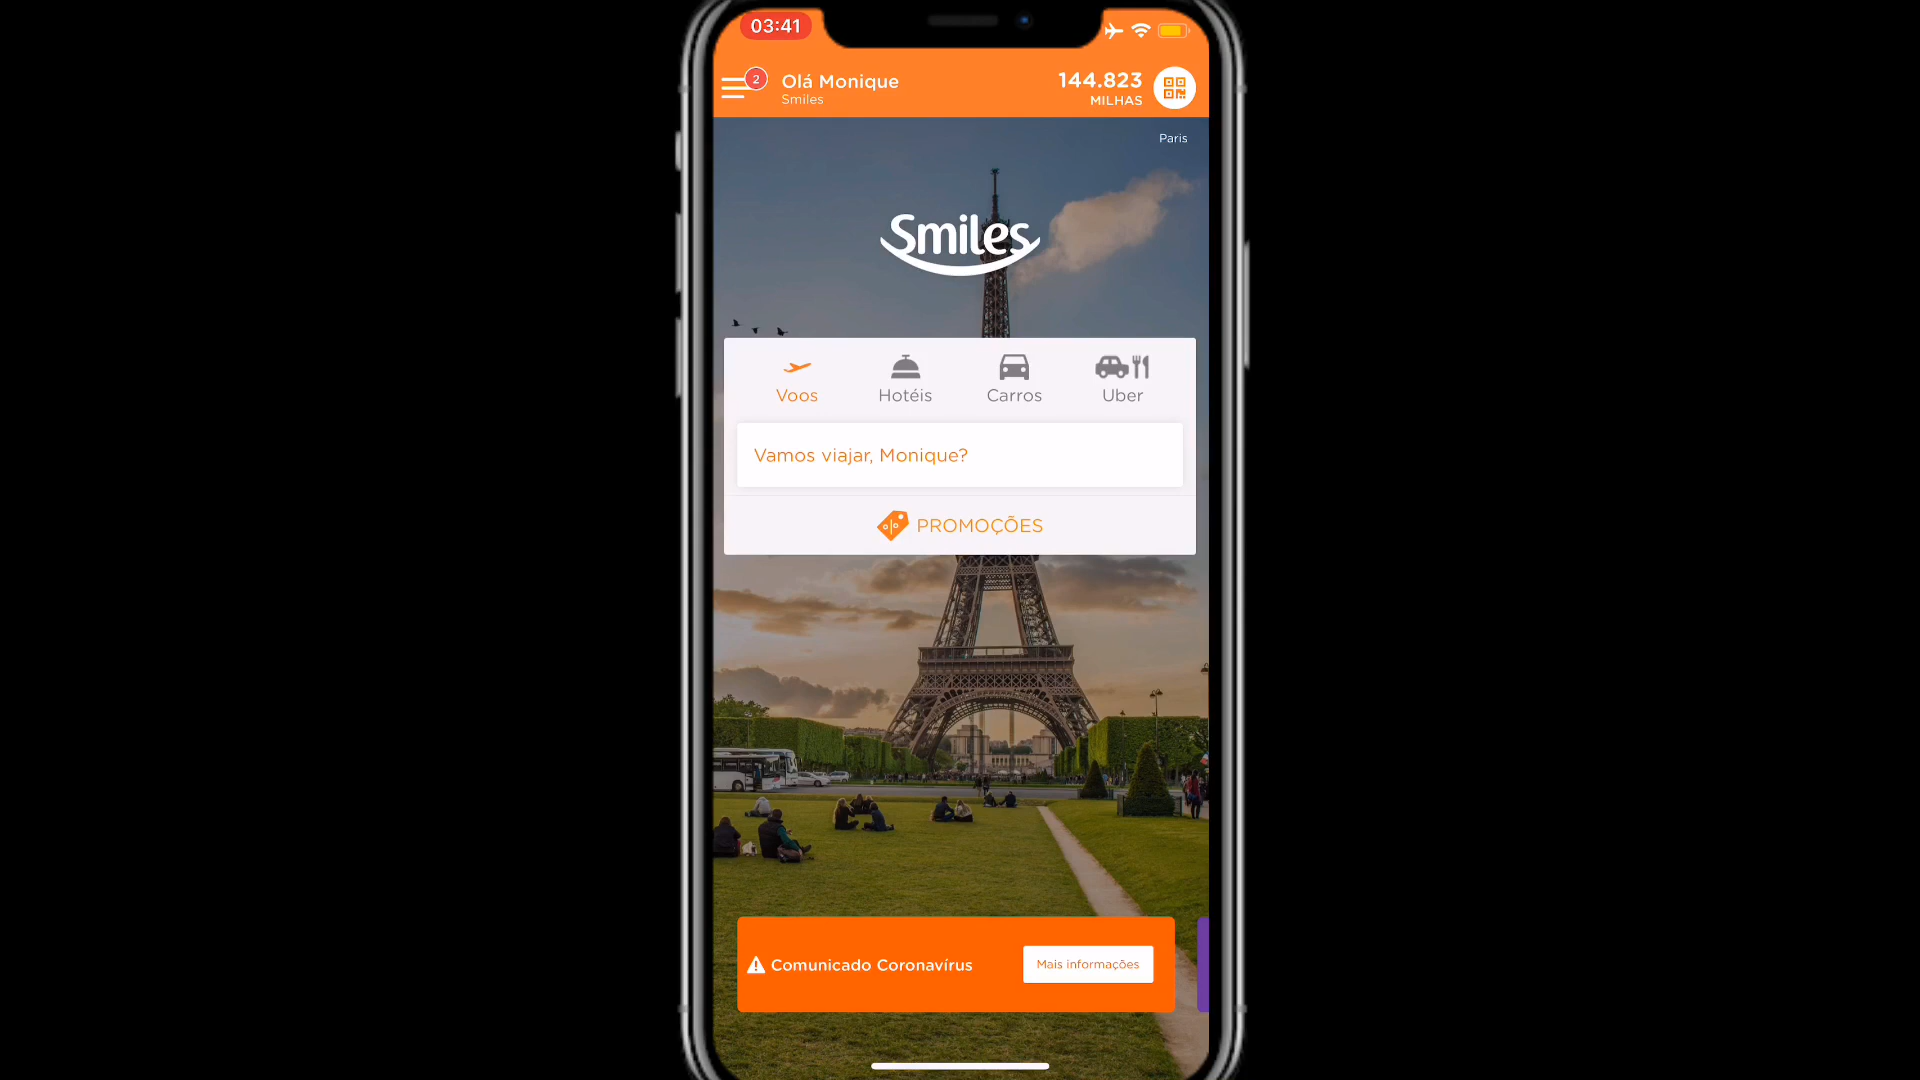 03:41
2
Olá Monique
Smiles
144.823
MILHAS
Paris
Smiles
Voos
Hotéis
Carros
Uber
Vamos viajar, Monique?
PROMOÇÕES
Comunicado Coronavírus
Mais informações